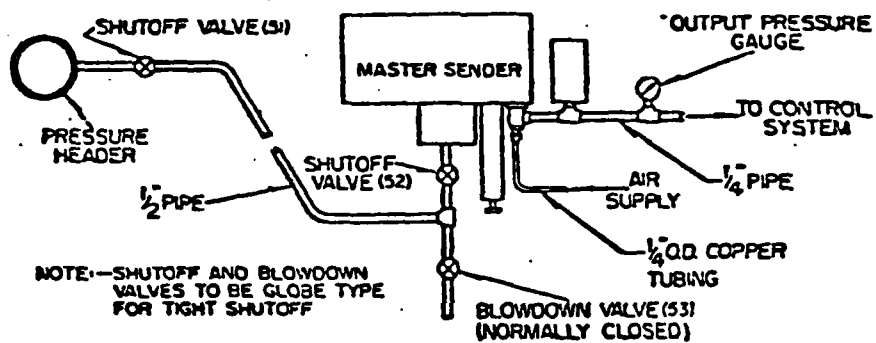 SHUTOFF VALVE (51)
OUTPUT PRESSURE
GAUGE
MASTER SENDER
TO CONTROL
SYSTEM
PRESSURE
HEADER
SHUTOFF
VALVE (52)
1/2" PIPE
AIR
SUPPLY
1/4" PIPE
1/4" O.D. COPPER
TUBING
NOTE:—SHUTOFF AND BLOWDOWN
VALVES TO BE GLOBE TYPE
FOR TIGHT SHUTOFF
BLOWDOWN VALVE (53)
(NORMALLY CLOSED)